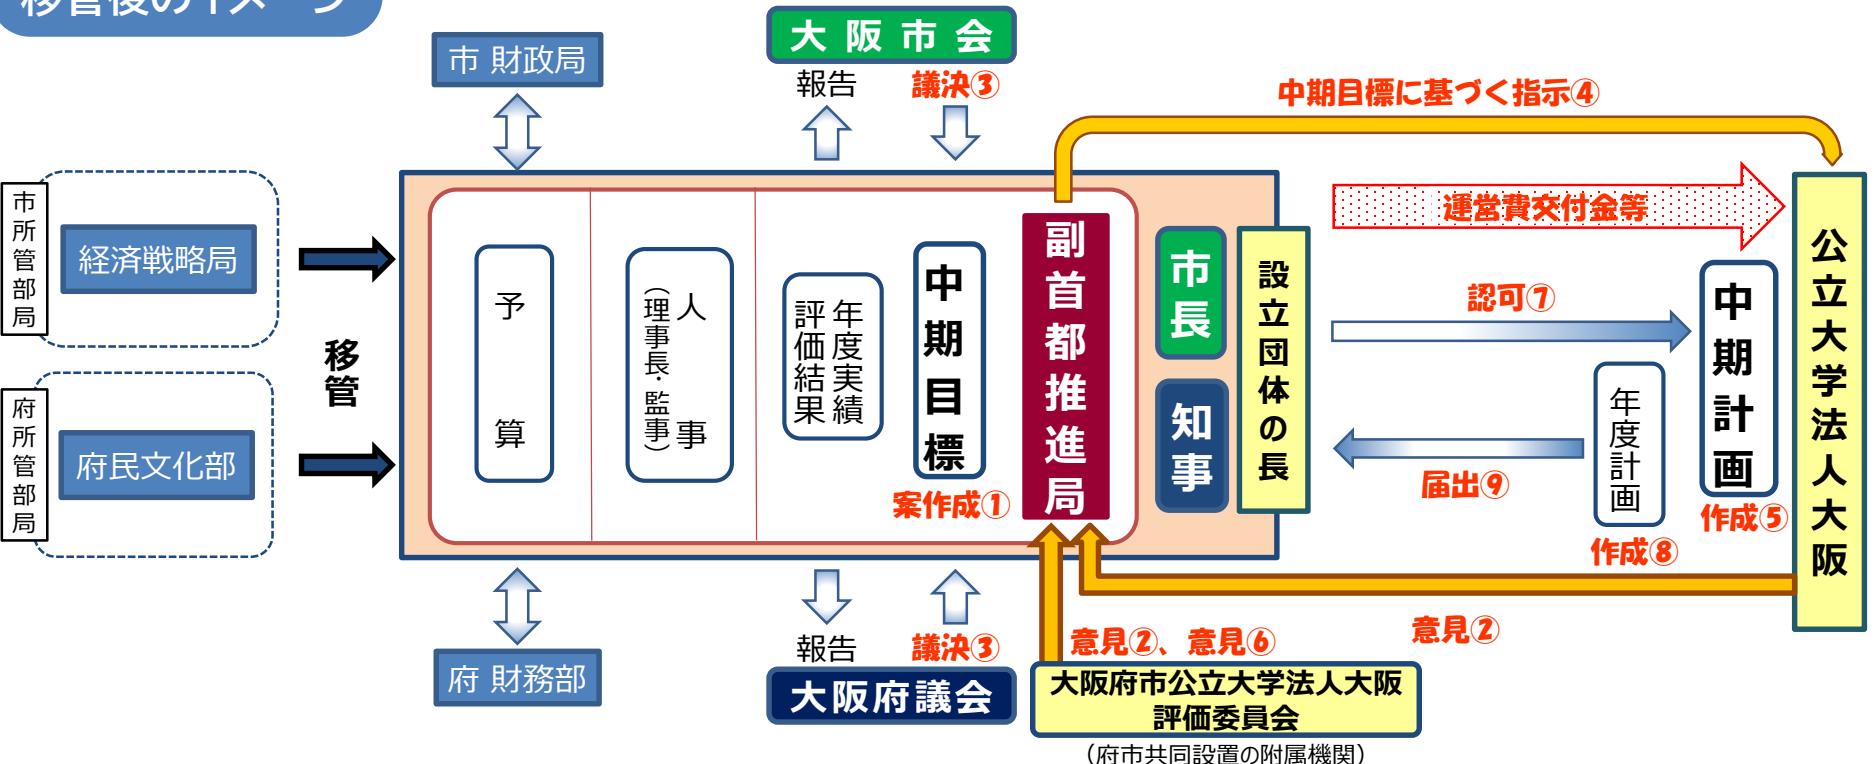 移管後のイメージ
市 財政局
大阪市会
報告
議決③
中期目標に基づく指示④
市所管部局
経済戦略局
府所管部局
府民文化部
移管
予算
人事
（理事長・監事）
年度実績
評価結果
中期目標
案作成①
副首都推進局
市長
知事
設立団体の長
運営費交付金等
認可⑦
届出⑨
年度計画
作成⑧
中期計画
作成⑤
公立大学法人大阪
府 財務部
報告
議決③
大阪府議会
意見②、意見⑥
意見②
大阪府市公立大学法人大阪
評価委員会
（府市共同設置の附属機関）